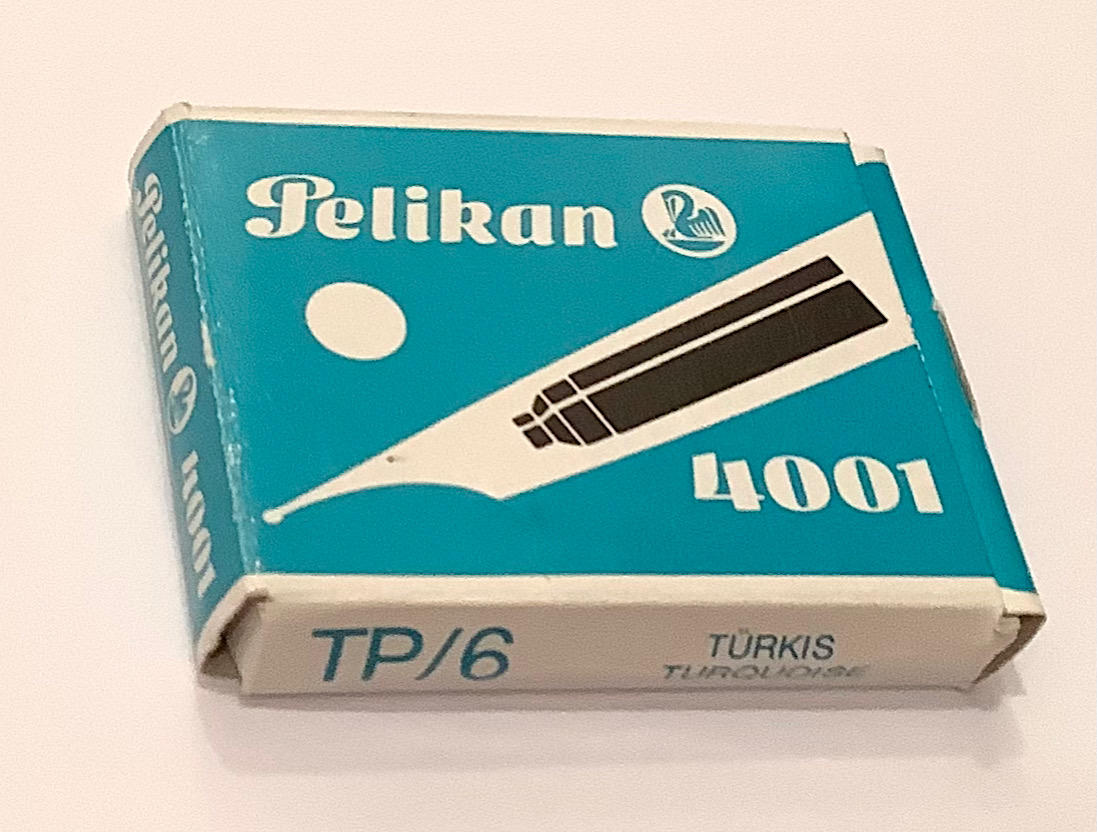 Pelikan
4001
Pelikan 4001
TP/6
TÜRKIS
TURQUOISE